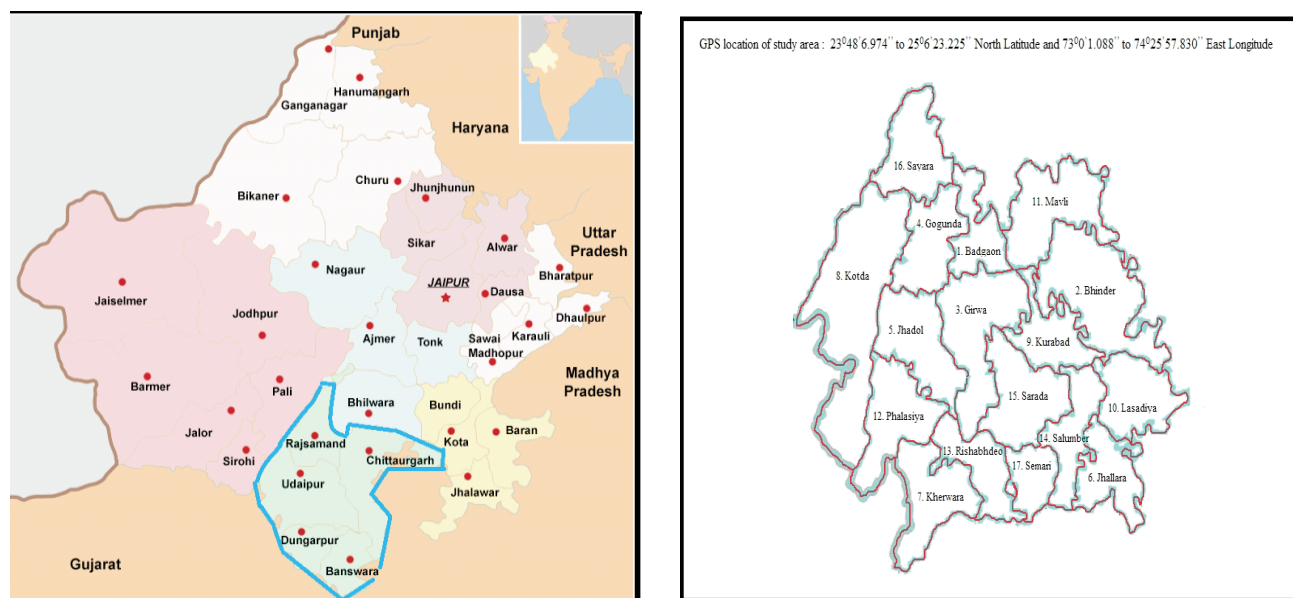 Punjab
Hanumangarh
Ganganagar
Haryana
Churu
Jhunjhunun
Bikaner
Sikar
Alwar
Uttar
Pradesh
Nagaur
JAIPUR
Bharatpur
Jaiselmer
Dausa
Jodhpur
Dhaulpur
Ajmer
Tonk
Sawai
Madhopur
Karauli
Madhya
Pradesh
Barmer
Pali
Bhilwara
Bundi
Jalor
Rajsamand
Kota
Baran
Sirohi
Chittaurgarh
Udaipur
Jhalawar
Dungarpur
Gujarat
Banswara
GPS location of study area : 23⁰48'6.974'' to 25⁰6'23.225'' North Latitude and 73⁰0'1.088'' to 74⁰25'57.830'' East Longitude
16. Sayara
11. Mavli
4. Gogunda
1. Badgaon
8. Kotda
2. Bhinder
3. Girwa
5. Jhadol
9. Kurabad
15. Sarada
10. Lasadiya
12. Phalasiya
14. Salumber
13. Rishabhdeo
17. Semari
6. Jhallara
7. Kherwara